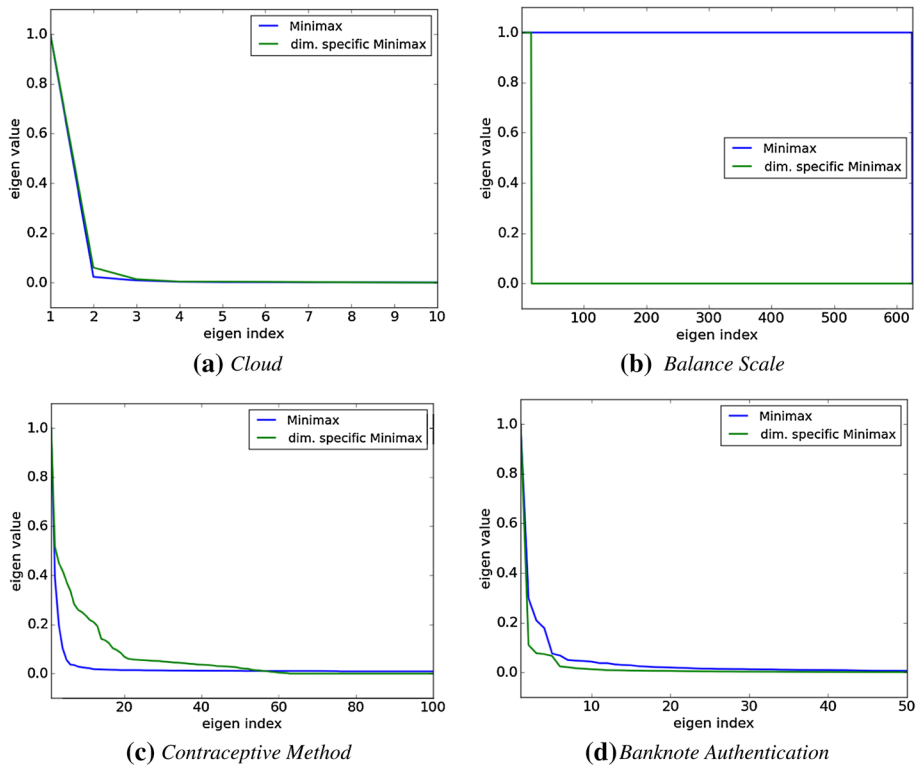 1.0
0.8
0.6
0.4
0.2
0.0
eigen value
Minimax
dim. specific Minimax
1 2 3 4 5 6 7 8 9 10
eigen index
(a) Cloud
1.0
0.8
0.6
0.4
0.2
0.0
eigen value
Minimax
dim. specific Minimax
100 200 300 400 500 600
eigen index
(b) Balance Scale
1.0
0.8
0.6
0.4
0.2
0.0
eigen value
Minimax
dim. specific Minimax
20 40 60 80 100
eigen index
(c) Contraceptive Method
1.0
0.8
0.6
0.4
0.2
0.0
eigen value
Minimax
dim. specific Minimax
10 20 30 40 50
eigen index
(d) Banknote Authentication